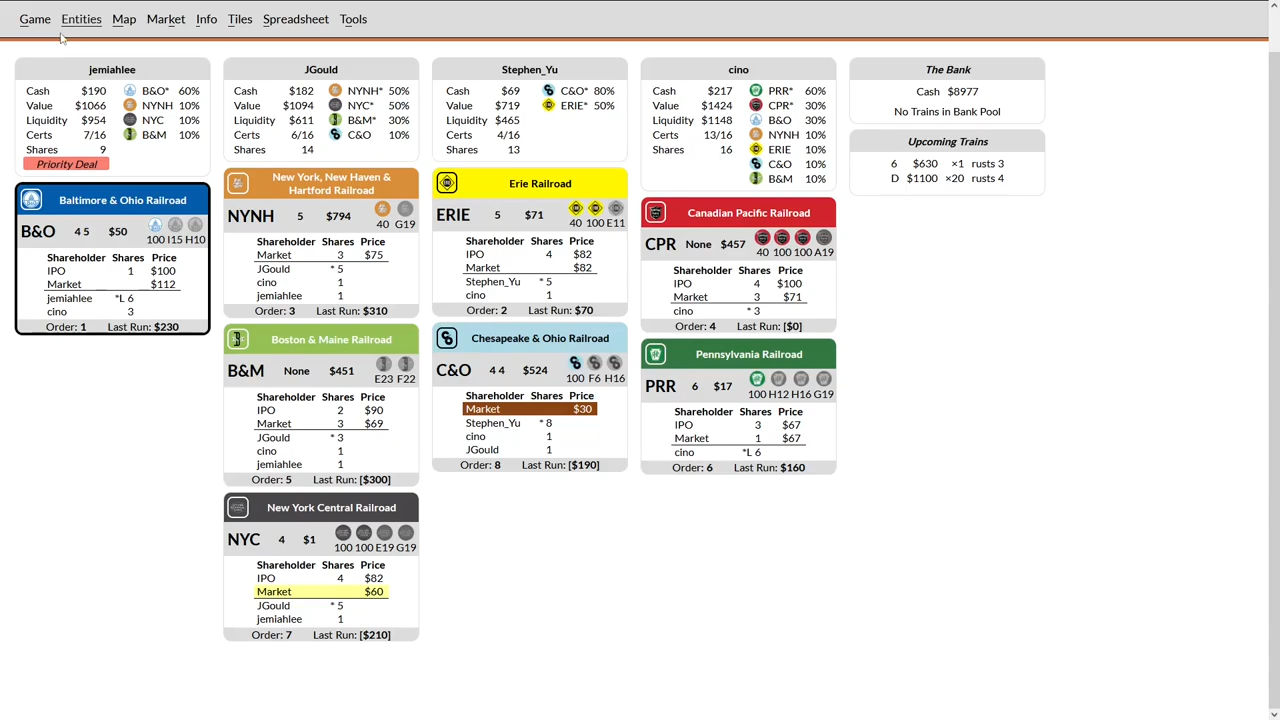 Game Entities Map Market Info Tiles Spreadsheet Tools
jemiahlee
Cash $190 B&O* 60%
Value $1066 NYNH 10%
Liquidity $954 NYC 10%
Certs 7/16 B&M 10%
Shares 9
Priority Deal
Baltimore & Ohio Railroad
B&O 4 5 $50 100 I15 H10
Shareholder Shares Price
IPO 1 $100
Market $112
jemiahlee *L 6
cino 3
Order: 1 Last Run: $230
JGould
Cash $182 NYNH* 50%
Value $1094 NYC* 50%
Liquidity $611 B&M* 30%
Certs 6/16 C&O 10%
Shares 14
New York, New Haven &
Hartford Railroad
NYNH 5 $794 40 G19
Shareholder Shares Price
Market 3 $75
JGould * 5
cino 1
jemiahlee 1
Order: 3 Last Run: $310
Boston & Maine Railroad
B&M None $451 E23 F22
Shareholder Shares Price
IPO 2 $90
Market 3 $69
JGould * 3
cino 1
jemiahlee 1
Order: 5 Last Run: [$300]
New York Central Railroad
NYC 4 $1 100 100 E19 G19
Shareholder Shares Price
IPO 4 $82
Market $60
JGould * 5
jemiahlee 1
Order: 7 Last Run: [$210]
Stephen_Yu
Cash $69 C&O* 80%
Value $719 ERIE* 50%
Liquidity $465
Certs 4/16
Shares 13
Erie Railroad
ERIE 5 $71 40 100 E11
Shareholder Shares Price
IPO 4 $82
Market $82
Stephen_Yu * 5
cino 1
Order: 2 Last Run: $70
Chesapeake & Ohio Railroad
C&O 4 4 $524 100 F6 H16
Shareholder Shares Price
Market $30
Stephen_Yu * 8
cino 1
JGould 1
Order: 8 Last Run: [$190]
cino
Cash $217 PRR* 60%
Value $1424 CPR* 30%
Liquidity $1148 B&O 30%
Certs 13/16 NYNH 10%
Shares 16 ERIE 10%
C&O 10%
B&M 10%
Canadian Pacific Railroad
CPR None $457 40 100 100 A19
Shareholder Shares Price
IPO 4 $100
Market 3 $71
cino * 3
Order: 4 Last Run: [$0]
Pennsylvania Railroad
PRR 6 $17 100 H12 H16 G19
Shareholder Shares Price
IPO 3 $67
Market 1 $67
cino *L 6
Order: 6 Last Run: $160
The Bank
Cash $8977
No Trains in Bank Pool
Upcoming Trains
6 $630 ×1 rusts 3
D $1100 ×20 rusts 4